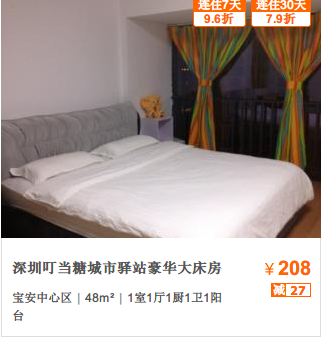 连住7天 连住30天
9.6折 7.9折
深圳叮当糖城市驿站豪华大床房 ¥208
减27
宝安中心区 | 48m² | 1室1厅1厨1卫1阳
台